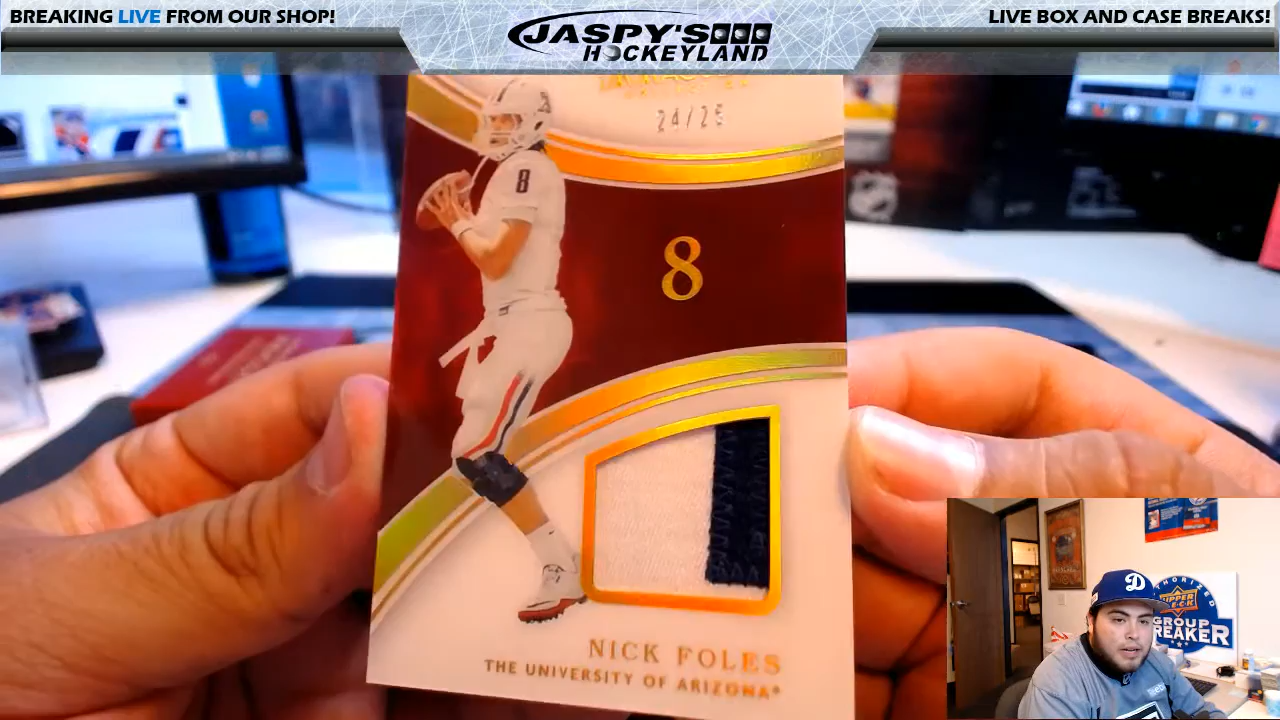 BREAKING LIVE FROM OUR SHOP!
JASPY'S
HOCKEYLAND
LIVE BOX AND CASE BREAKS!
24/25
8
8
NICK FOLES
THE UNIVERSITY OF ARIZONA®
AUTHORIZED
UPPER DECK
GROUP
BREAKER
D